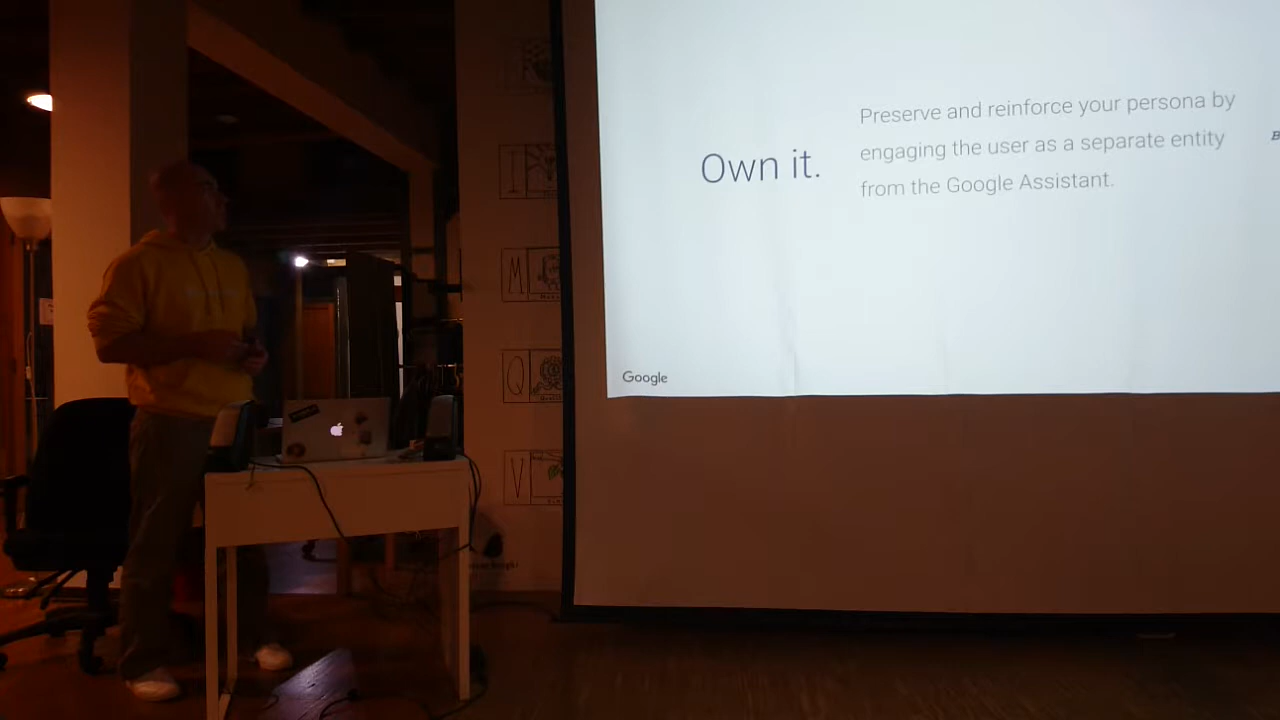 Own it.
Preserve and reinforce your persona by
engaging the user as a separate entity
from the Google Assistant.
Google
I
M
Q
V